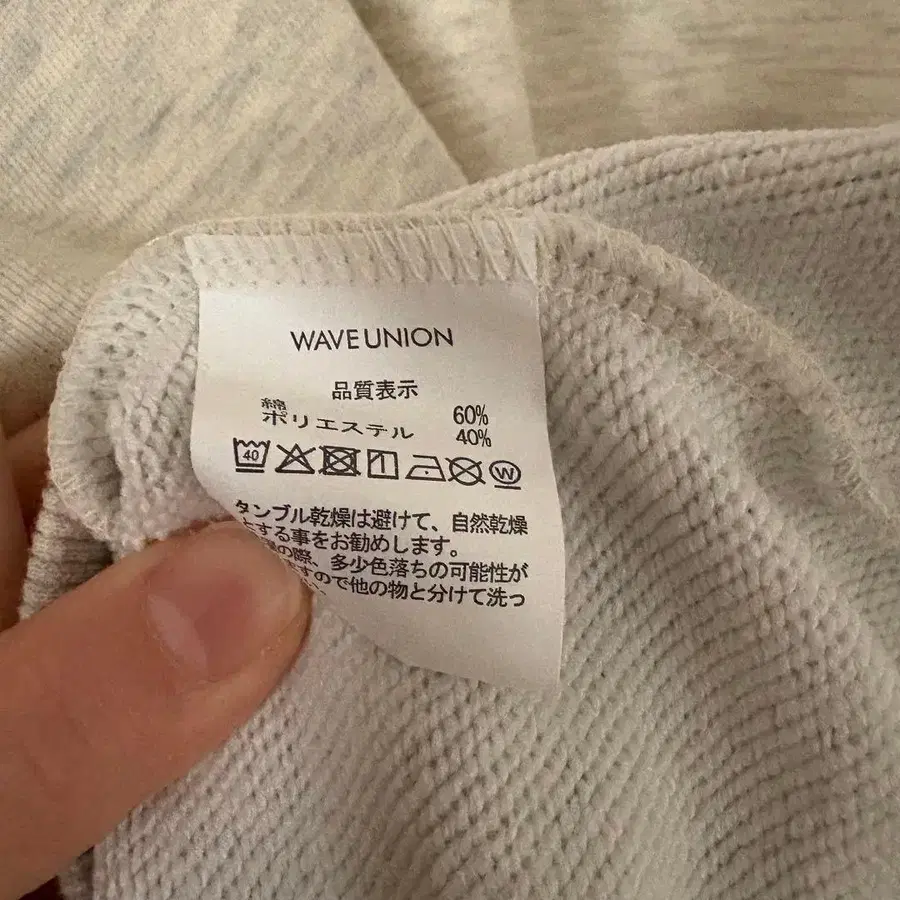 WAVEUNION
品質表示
綿 60%
ポリエステル 40%
40 W
タンブル乾燥は避けて、自然乾燥
する事をお勧めします。
の際、多少色落ちの可能性が
すので他の物と分けて洗っ